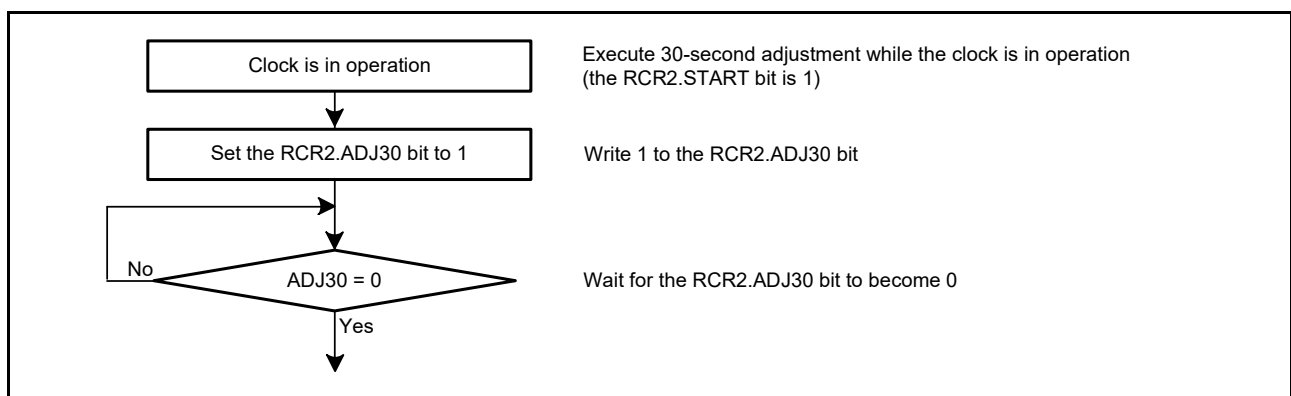 Clock is in operation
Execute 30-second adjustment while the clock is in operation
(the RCR2.START bit is 1)
Set the RCR2.ADJ30 bit to 1
Write 1 to the RCR2.ADJ30 bit
No
ADJ30 = 0
Wait for the RCR2.ADJ30 bit to become 0
Yes